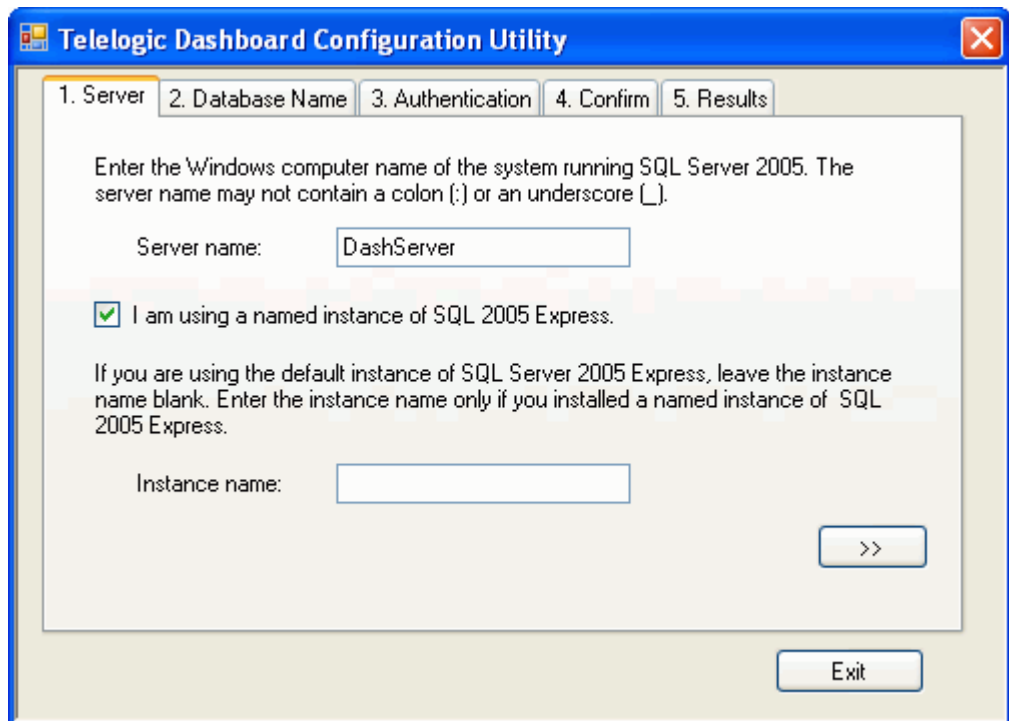 Telelogic Dashboard Configuration Utility
1. Server 2. Database Name 3. Authentication 4. Confirm 5. Results
Enter the Windows computer name of the system running SQL Server 2005. The
server name may not contain a colon (:) or an underscore (_).
Server name: DashServer
I am using a named instance of SQL 2005 Express.
If you are using the default instance of SQL Server 2005 Express, leave the instance
name blank. Enter the instance name only if you installed a named instance of  SQL
2005 Express.
Instance name:
>>
Exit